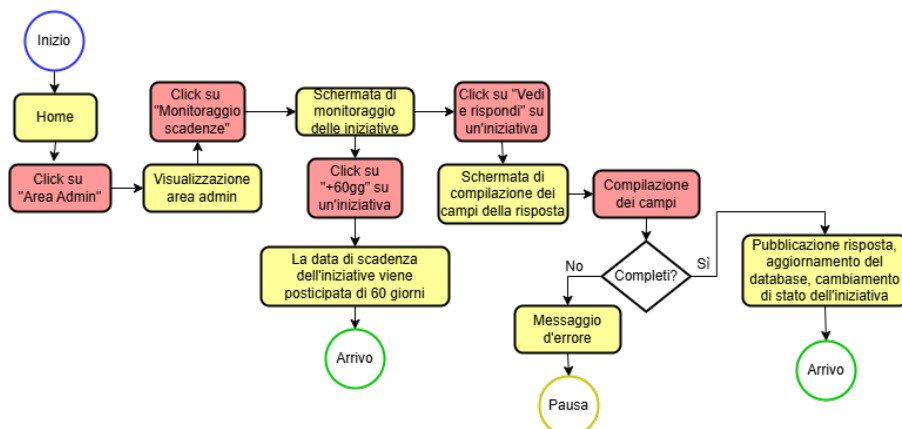 Inizio
Home
Click su
"Area Admin"
Visualizzazione
area admin
Click su
"Monitoraggio
scadenze"
Schermata di
monitoraggio
delle iniziative
Click su
"+60gg" su
un'iniziativa
La data di scadenza
dell'iniziative viene
posticipata di 60 giorni
Arrivo
Click su "Vedi
e rispondi" su
un'iniziativa
Schermata di
compilazione dei
campi della risposta
Compilazione
dei campi
Completi?
No
Messaggio
d'errore
Pausa
Sì
Pubblicazione risposta,
aggiornamento del
database, cambiamento
di stato dell'iniziativa
Arrivo